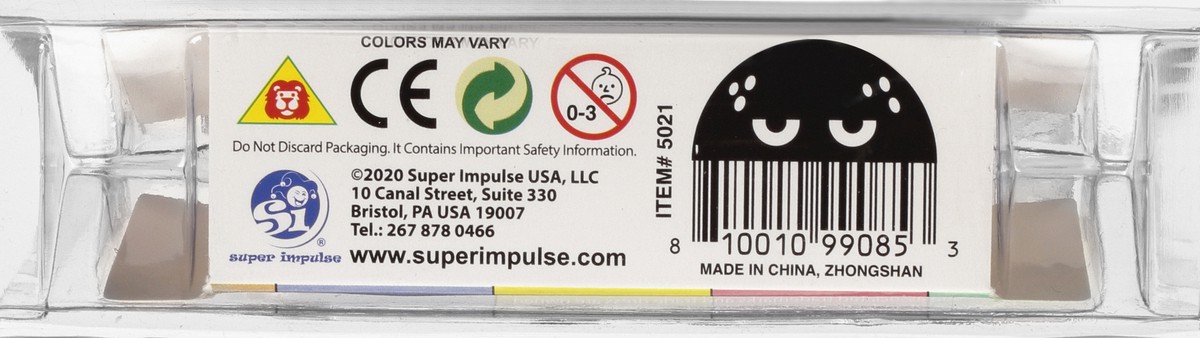 COLORS MAY VARY
CE
0-3
Do Not Discard Packaging. It Contains Important Safety Information.
Si
®
super impulse
©2020 Super Impulse USA, LLC
10 Canal Street, Suite 330
Bristol, PA USA 19007
Tel.: 267 878 0466
www.superimpulse.com
ITEM# 5021
8 10010 99085 3
MADE IN CHINA, ZHONGSHAN